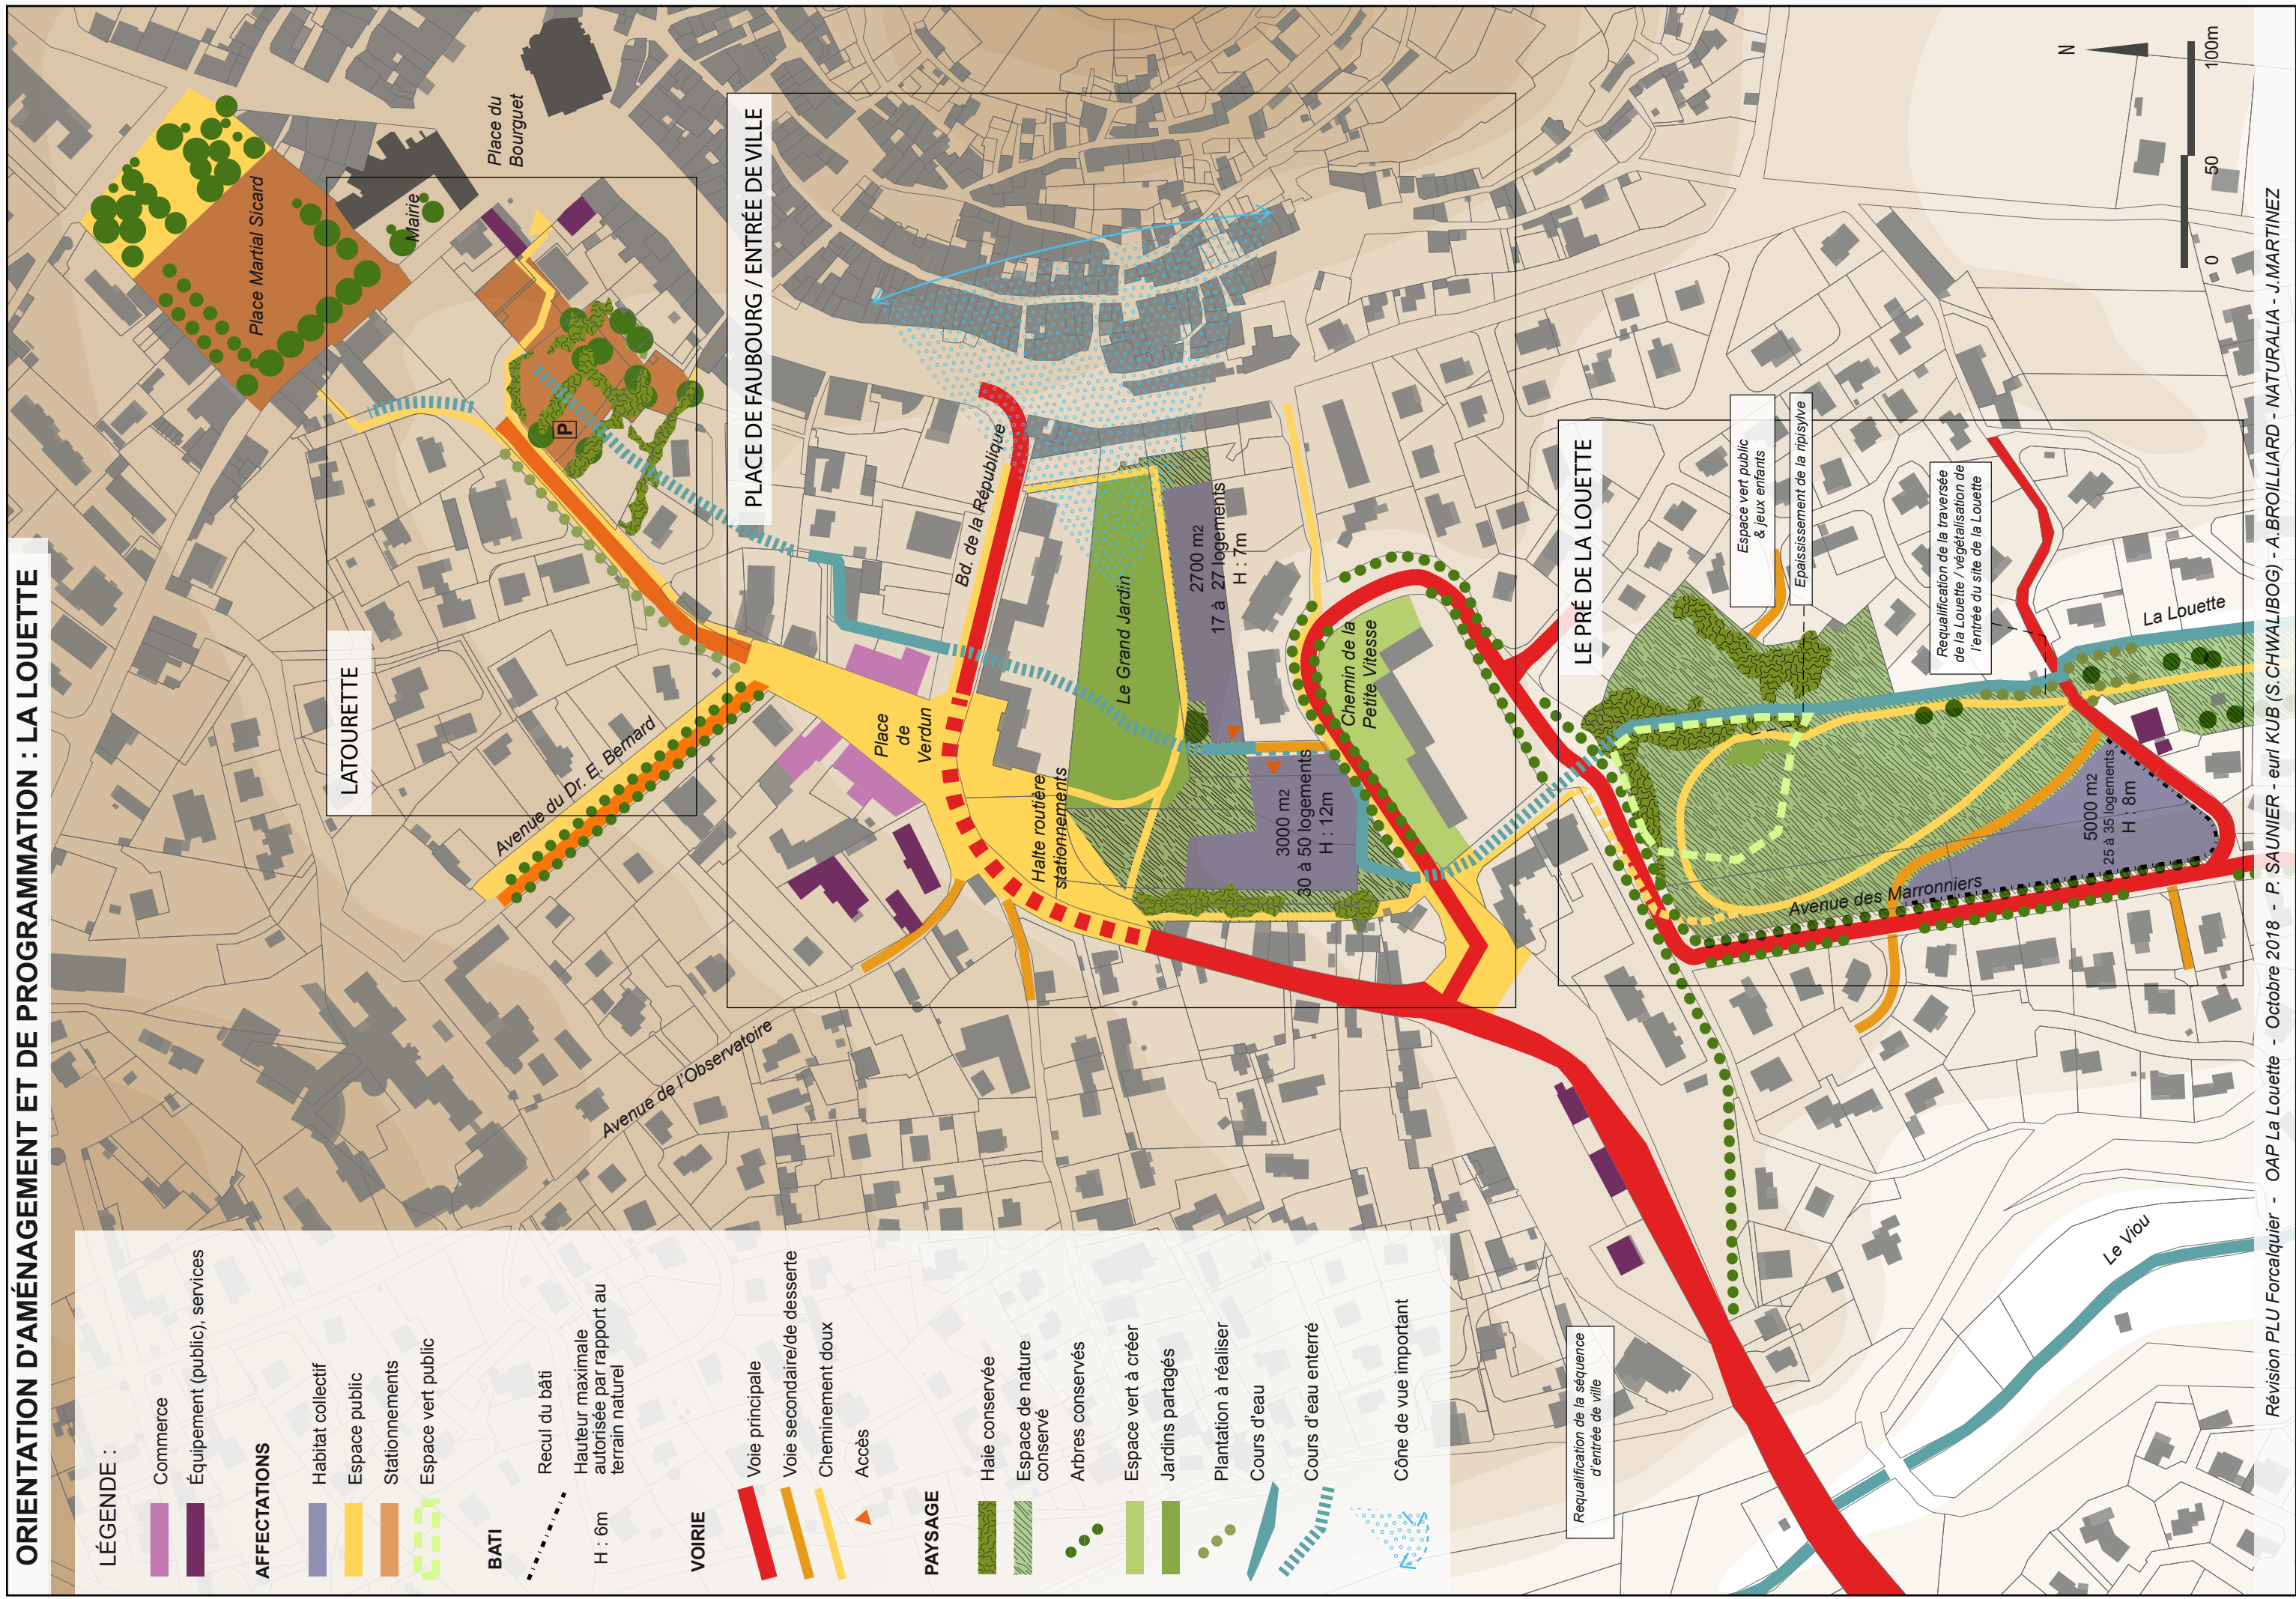 ORIENTATION D'AMÉNAGEMENT ET DE PROGRAMMATION : LA LOUETTE
LÉGENDE :
Commerce
Équipement (public), services
AFFECTATIONS
Habitat collectif
Espace public
Stationnements
Espace vert public
BATI
Recul du bâti
H : 6m
Hauteur maximale
autorisée par rapport au
terrain naturel
VOIRIE
Voie principale
Voie secondaire/de desserte
Cheminement doux
Accès
PAYSAGE
Haie conservée
Espace de nature
conservé
Arbres conservés
Espace vert à créer
Jardins partagés
Plantation à réaliser
Cours d'eau
Cours d'eau enterré
Cône de vue important
LATOURETTE
Place Martial Sicard
Mairie
Place du
Bourguet
P
Avenue du Dr. E. Bernard
Avenue de l'Observatoire
PLACE DE FAUBOURG / ENTRÉE DE VILLE
Place
de
Verdun
Bd. de la République
Halte routière
stationnements
Le Grand Jardin
2700 m2
17 à 27 logements
H : 7m
3000 m2
30 à 50 logements
H : 12m
Chemin de la
Petite Vitesse
LE PRÉ DE LA LOUETTE
Espace vert public
& jeux enfants
Epaississement de la ripisylve
Requalification de la traversée
de la Louette / végétalisation de
l'entrée du site de la Louette
La Louette
Avenue des Marronniers
5000 m2
25 à 35 logements
H : 8m
Requalification de la séquence
d'entrée de ville
Le Viou
N
0 50 100m
Révision PLU Forcalquier - OAP La Louette - Octobre 2018 - P. SAUNIER - eurl KUB (S.CHWALIBOG) - A.BROILLIARD - NATURALIA - J.MARTINEZ